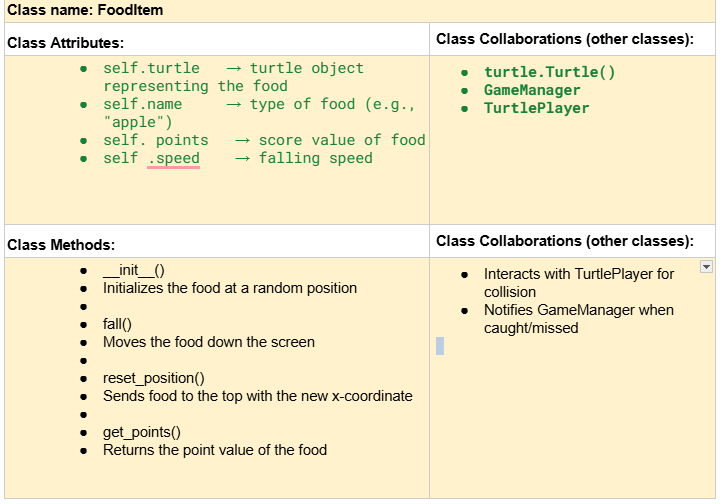 Class name: FoodItem
Class Attributes:
● self.turtle → turtle object
representing the food
● self.name → type of food (e.g.,
"apple")
● self. points → score value of food
● self .speed → falling speed
Class Collaborations (other classes):
● turtle.Turtle()
● GameManager
● TurtlePlayer
Class Methods:
● __init__()
● Initializes the food at a random position
●
● fall()
● Moves the food down the screen
●
● reset_position()
● Sends food to the top with the new x-coordinate
●
● get_points()
● Returns the point value of the food
Class Collaborations (other classes):
● Interacts with TurtlePlayer for
collision
● Notifies GameManager when
caught/missed